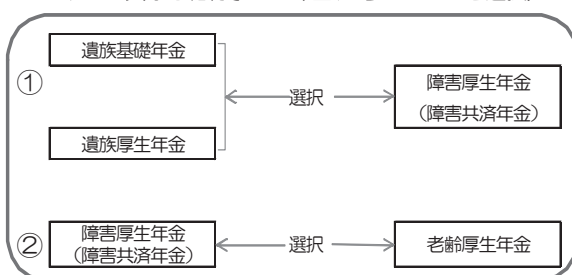 ①
遺族基礎年金
遺族厚生年金
選択
障害厚生年金
（障害共済年金）
②
障害厚生年金
（障害共済年金）
選択
老齢厚生年金